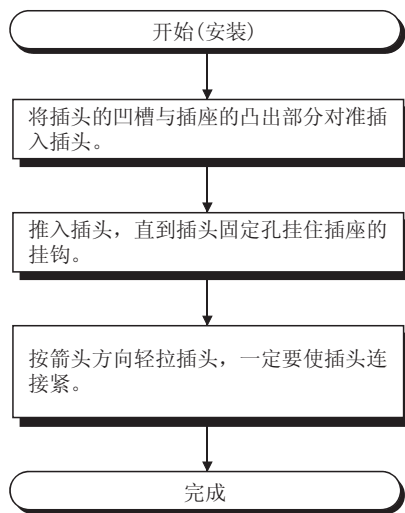 开始(安装)
将插头的凹槽与插座的凸出部分对准插
入插头。
推入插头，直到插头固定孔挂住插座的
挂钩。
按箭头方向轻拉插头，一定要使插头连
接紧。
完成